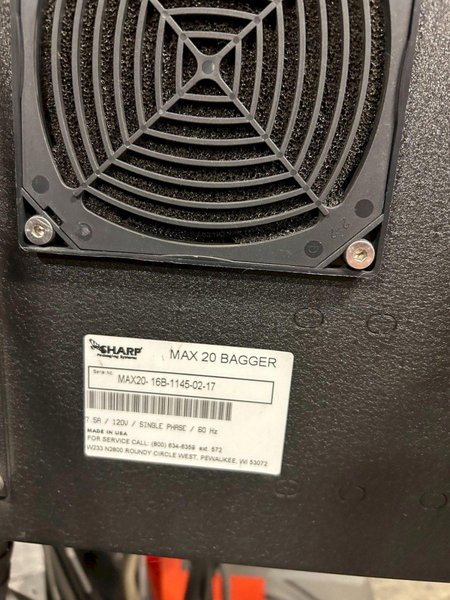 SHARP
Packaging Systems
MAX 20 BAGGER
Serial No.
MAX20- 16B-1145-02-17
7.5A / 120V / SINGLE PHASE / 60 Hz
MADE IN USA
FOR SERVICE CALL: (800) 634-6359 ext. 572
W233 N2800 ROUNDY CIRCLE WEST, PEWAUKEE, WI 53072